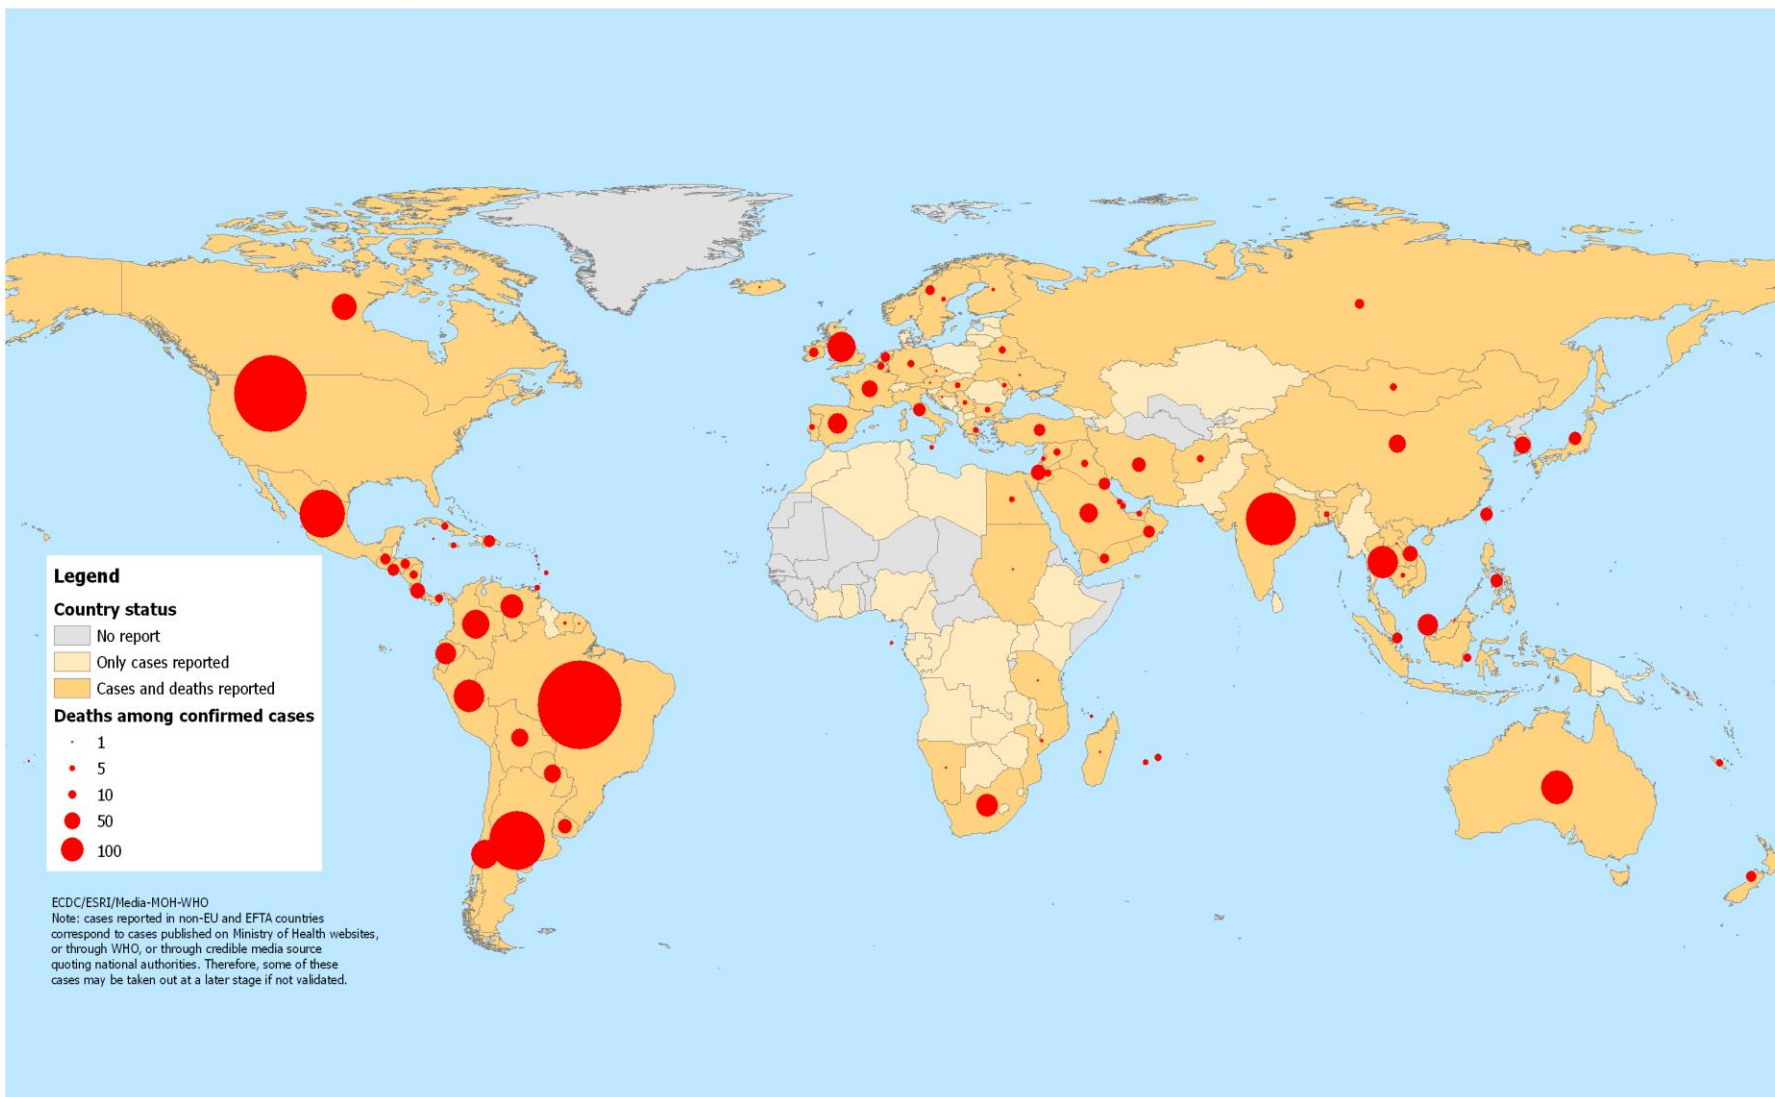 Legend
Country status
No report
Only cases reported
Cases and deaths reported
Deaths among confirmed cases
1
5
10
50
100
ECDC/ESRI/Media-MOH-WHO
Note: cases reported in non-EU and EFTA countries
correspond to cases published on Ministry of Health websites,
or through WHO, or through credible media source
quoting national authorities. Therefore, some of these
cases may be taken out at a later stage if not validated.